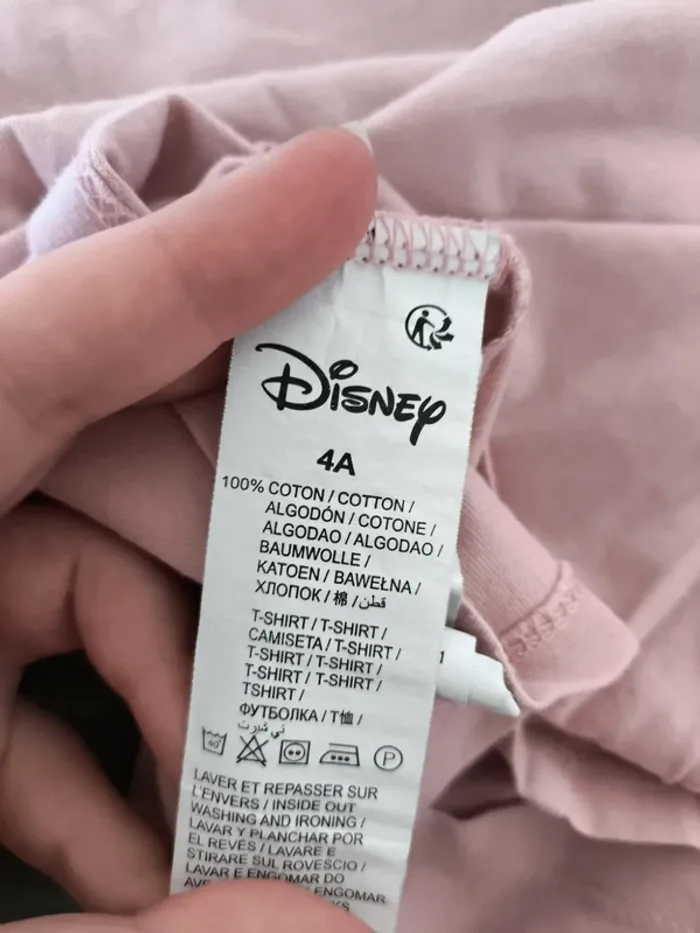 Disney
4A
100% COTON / COTTON /
ALGODÓN / COTONE /
ALGODAO / ALGODAO /
BAUMWOLLE /
KATOEN / BAWEŁNA /
ХЛОПОК / 棉 / قطن
T-SHIRT / T-SHIRT /
CAMISETA / T-SHIRT /
T-SHIRT / T-SHIRT /
T-SHIRT / T-SHIRT /
TSHIRT /
ФУТБОЛКА / T恤 /
تي شيرت
40°
P
LAVER ET REPASSER SUR
L'ENVERS / INSIDE OUT
WASHING AND IRONING /
LAVAR Y PLANCHAR POR
EL REVÉS / LAVARE E
STIRARE SUL ROVESCIO /
LAVAR E ENGOMAR DO
ENGOMAR
1